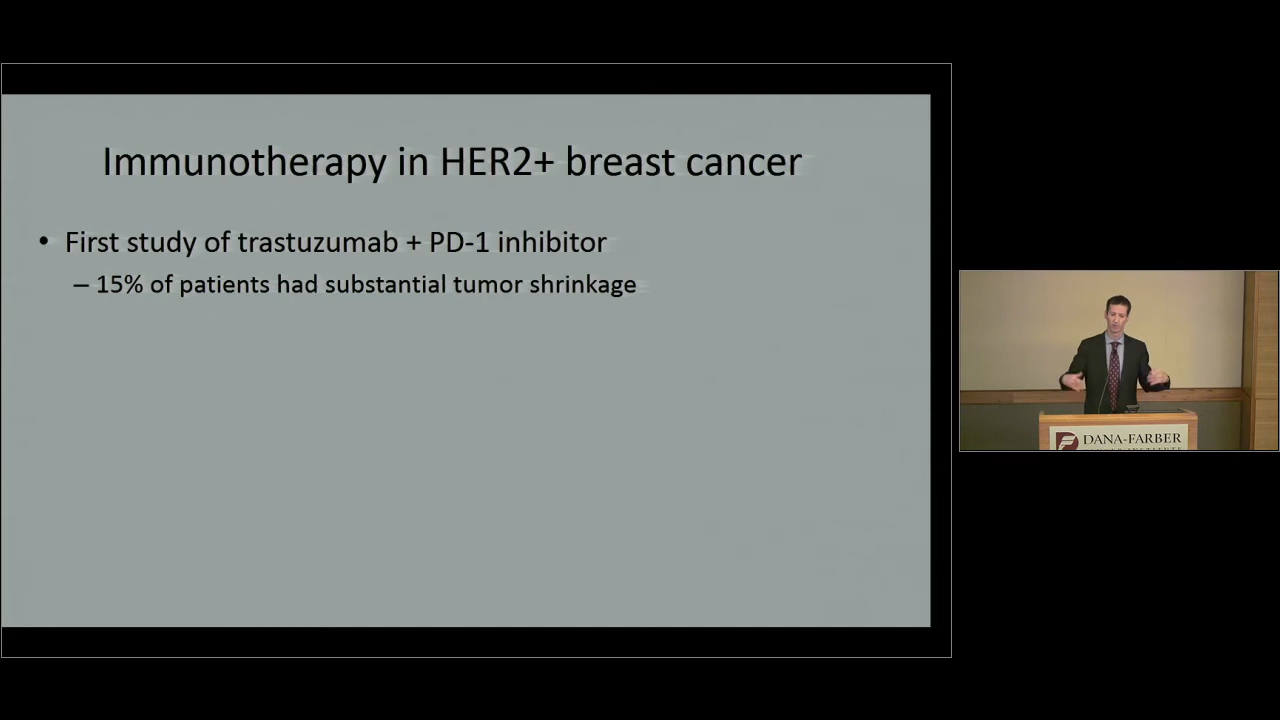 Immunotherapy in HER2+ breast cancer
• First study of trastuzumab + PD-1 inhibitor
– 15% of patients had substantial tumor shrinkage
DANA-FARBER